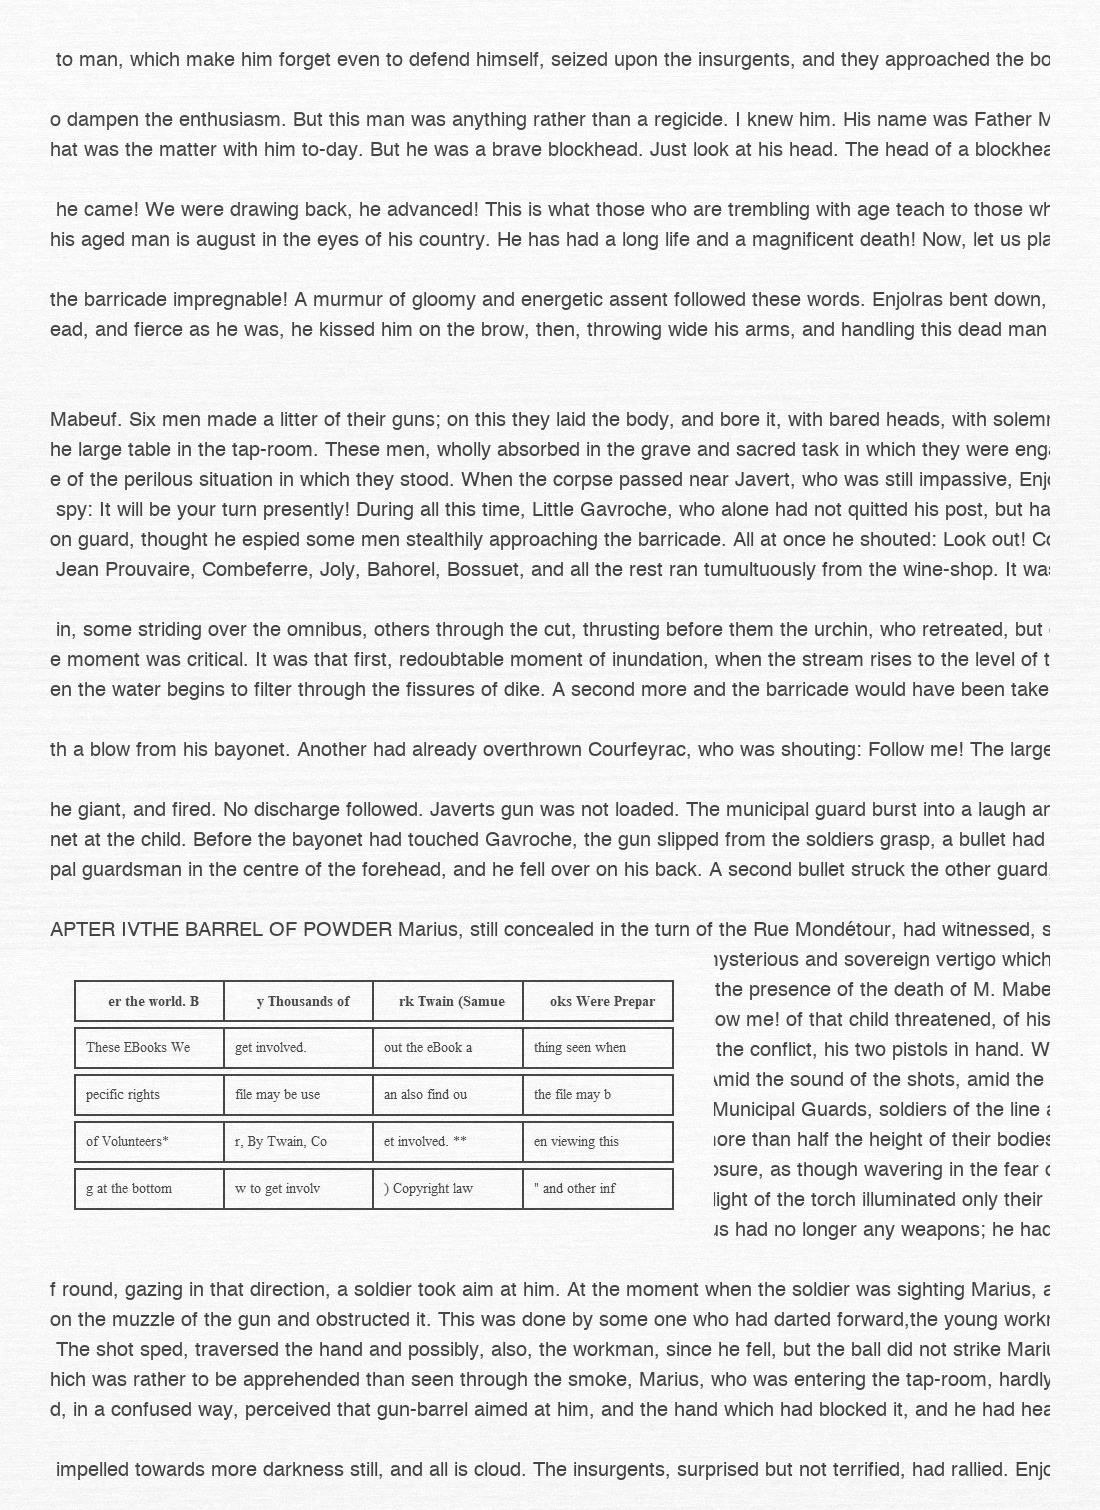 to man, which make him forget even to defend himself, seized upon the insurgents, and they approached the bo
o dampen the enthusiasm. But this man was anything rather than a regicide. I knew him. His name was Father M
hat was the matter with him to-day. But he was a brave blockhead. Just look at his head. The head of a blockhea
he came! We were drawing back, he advanced! This is what those who are trembling with age teach to those wh
his aged man is august in the eyes of his country. He has had a long life and a magnificent death! Now, let us pla
the barricade impregnable! A murmur of gloomy and energetic assent followed these words. Enjolras bent down,
ead, and fierce as he was, he kissed him on the brow, then, throwing wide his arms, and handling this dead man
Mabeuf. Six men made a litter of their guns; on this they laid the body, and bore it, with bared heads, with solem
he large table in the tap-room. These men, wholly absorbed in the grave and sacred task in which they were eng
e of the perilous situation in which they stood. When the corpse passed near Javert, who was still impassive, Enj
spy: It will be your turn presently! During all this time, Little Gavroche, who alone had not quitted his post, but ha
on guard, thought he espied some men stealthily approaching the barricade. All at once he shouted: Look out! Co
Jean Prouvaire, Combeferre, Joly, Bahorel, Bossuet, and all the rest ran tumultuously from the wine-shop. It was
in, some striding over the omnibus, others through the cut, thrusting before them the urchin, who retreated, but
e moment was critical. It was that first, redoubtable moment of inundation, when the stream rises to the level of t
en the water begins to filter through the fissures of dike. A second more and the barricade would have been take
th a blow from his bayonet. Another had already overthrown Courfeyrac, who was shouting: Follow me! The large
he giant, and fired. No discharge followed. Javerts gun was not loaded. The municipal guard burst into a laugh ar
net at the child. Before the bayonet had touched Gavroche, the gun slipped from the soldiers grasp, a bullet had
pal guardsman in the centre of the forehead, and he fell over on his back. A second bullet struck the other guard
APTER IVTHE BARREL OF POWDER Marius, still concealed in the turn of the Rue Mondétour, had witnessed, s
ysterious and sovereign vertigo which
the presence of the death of M. Mabe
ow me! of that child threatened, of his
the conflict, his two pistols in hand. W
mid the sound of the shots, amid the
Municipal Guards, soldiers of the line a
ore than half the height of their bodies
osure, as though wavering in the fear o
light of the torch illuminated only their
us had no longer any weapons; he had
er the world. B y Thousands of rk Twain (Samue oks Were Prepar
These EBooks We get involved. out the eBook a thing seen when
pecific rights file may be use an also find ou the file may b
of Volunteers* r, By Twain, Co et involved. ** en viewing this
g at the bottom w to get involv ) Copyright law " and other inf
f round, gazing in that direction, a soldier took aim at him. At the moment when the soldier was sighting Marius, a
on the muzzle of the gun and obstructed it. This was done by some one who had darted forward,the young work
The shot sped, traversed the hand and possibly, also, the workman, since he fell, but the ball did not strike Mariu
hich was rather to be apprehended than seen through the smoke, Marius, who was entering the tap-room, hardly
d, in a confused way, perceived that gun-barrel aimed at him, and the hand which had blocked it, and he had hea
impelled towards more darkness still, and all is cloud. The insurgents, surprised but not terrified, had rallied. Enjo